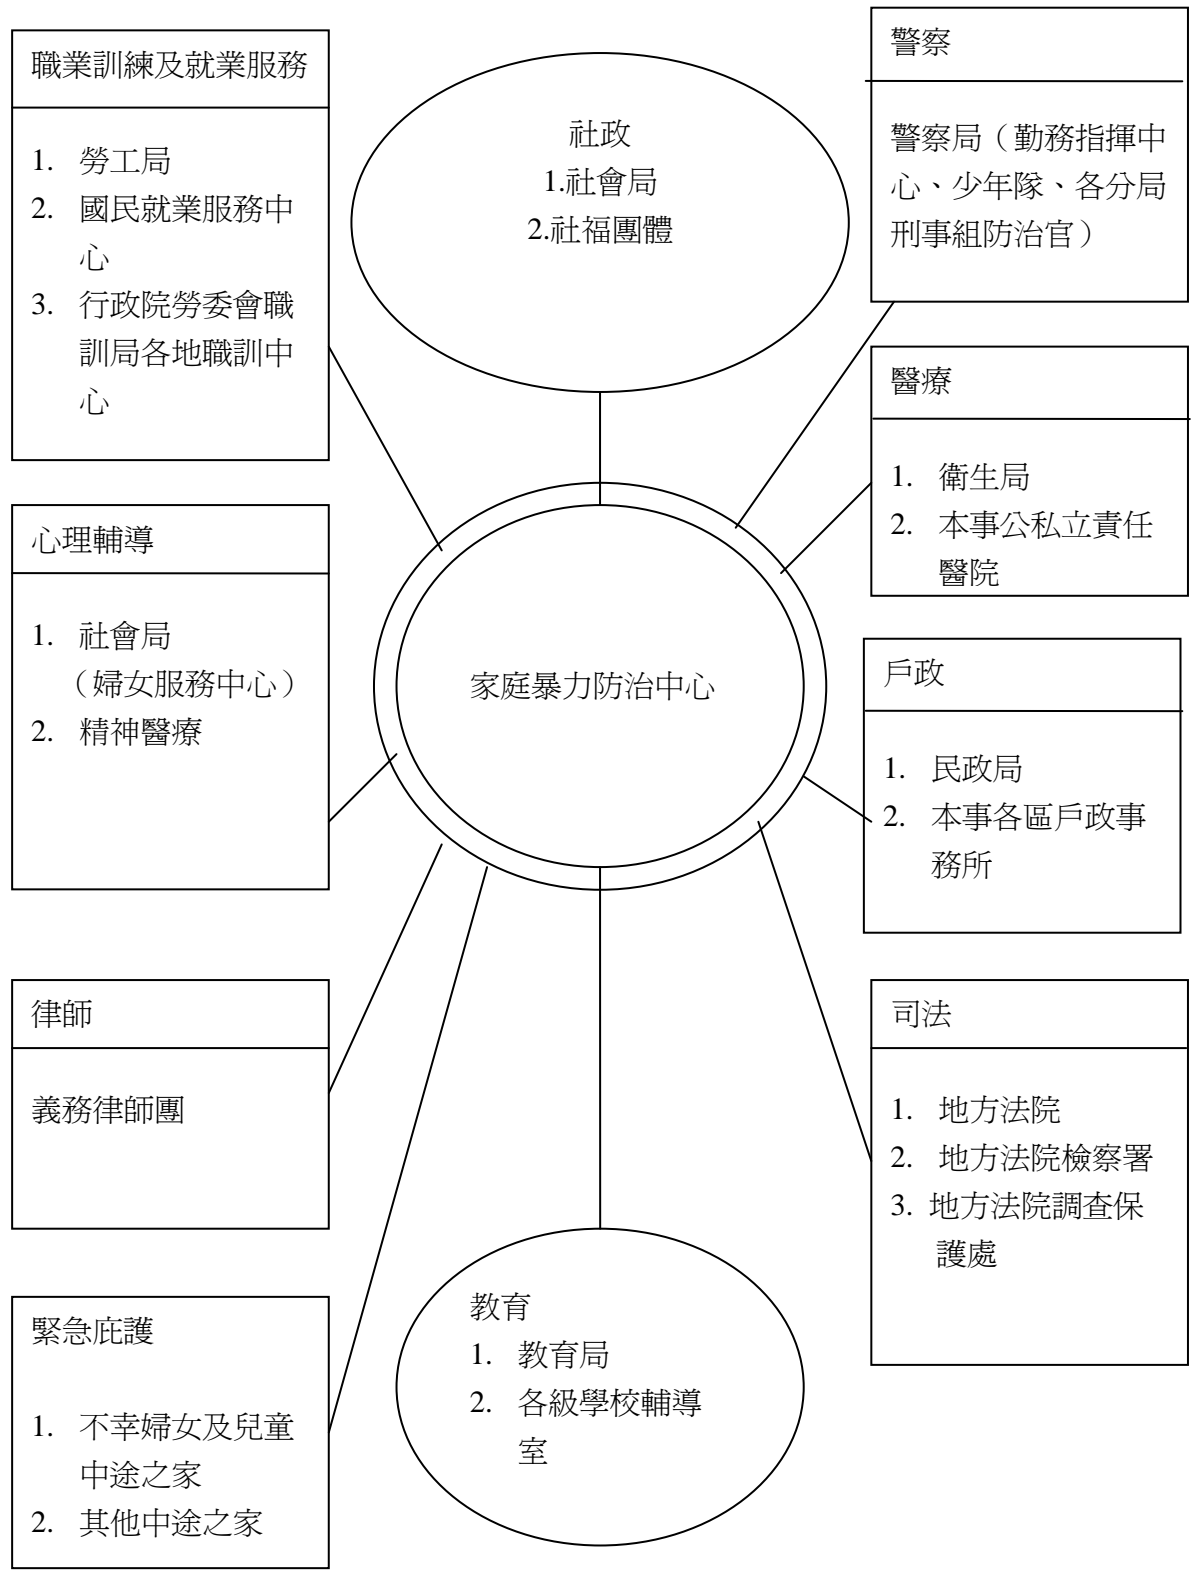 職業訓練及就業服務
1. 勞工局
2. 國民就業服務中
心
3. 行政院勞委會職
訓局各地職訓中
心
社政
1.社會局
2.社福團體
警察
警察局（勤務指揮中
心、少年隊、各分局
刑事組防治官）
醫療
1. 衛生局
2. 本事公私立責任
醫院
心理輔導
1. 社會局
（婦女服務中心）
2. 精神醫療
家庭暴力防治中心
戶政
1. 民政局
2. 本事各區戶政事
務所
律師
義務律師團
司法
1. 地方法院
2. 地方法院檢察署
3. 地方法院調查保
護處
緊急庇護
1. 不幸婦女及兒童
中途之家
2. 其他中途之家
教育
1. 教育局
2. 各級學校輔導
室